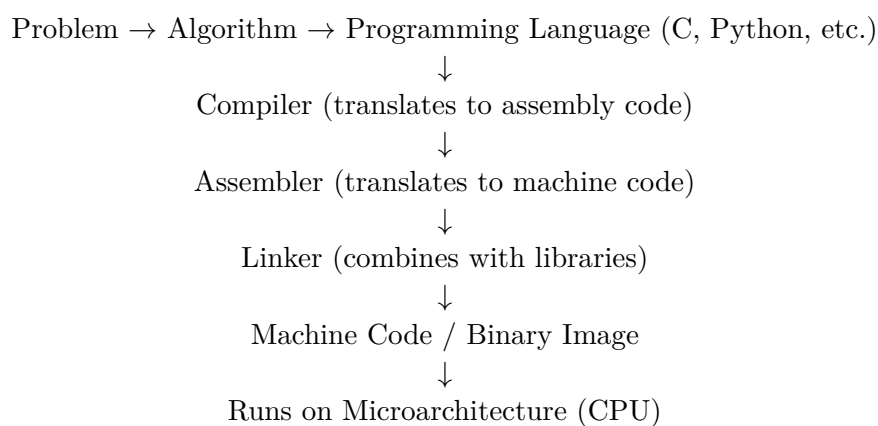 Problem → Algorithm → Programming Language (C, Python, etc.)
↓
Compiler (translates to assembly code)
↓
Assembler (translates to machine code)
↓
Linker (combines with libraries)
↓
Machine Code / Binary Image
↓
Runs on Microarchitecture (CPU)